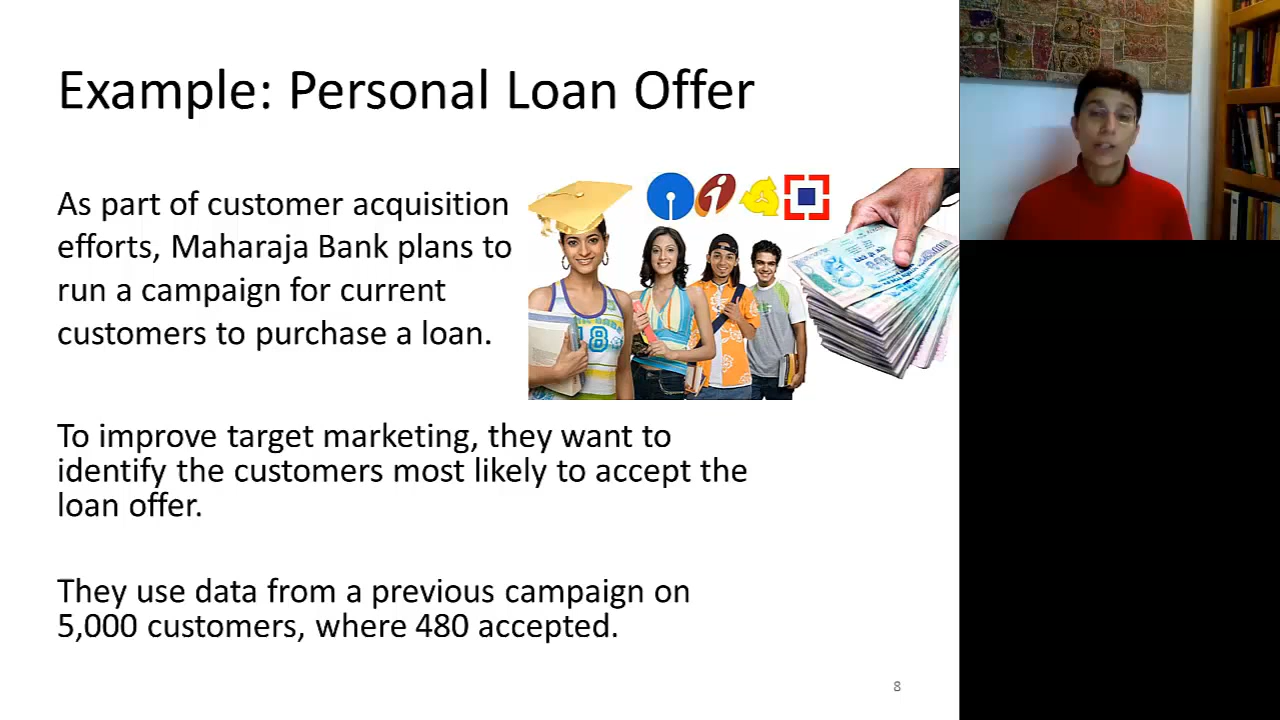 Example: Personal Loan Offer
As part of customer acquisition
efforts, Maharaja Bank plans to
run a campaign for current
customers to purchase a loan.
To improve target marketing, they want to
identify the customers most likely to accept the
loan offer.
They use data from a previous campaign on
5,000 customers, where 480 accepted.
8